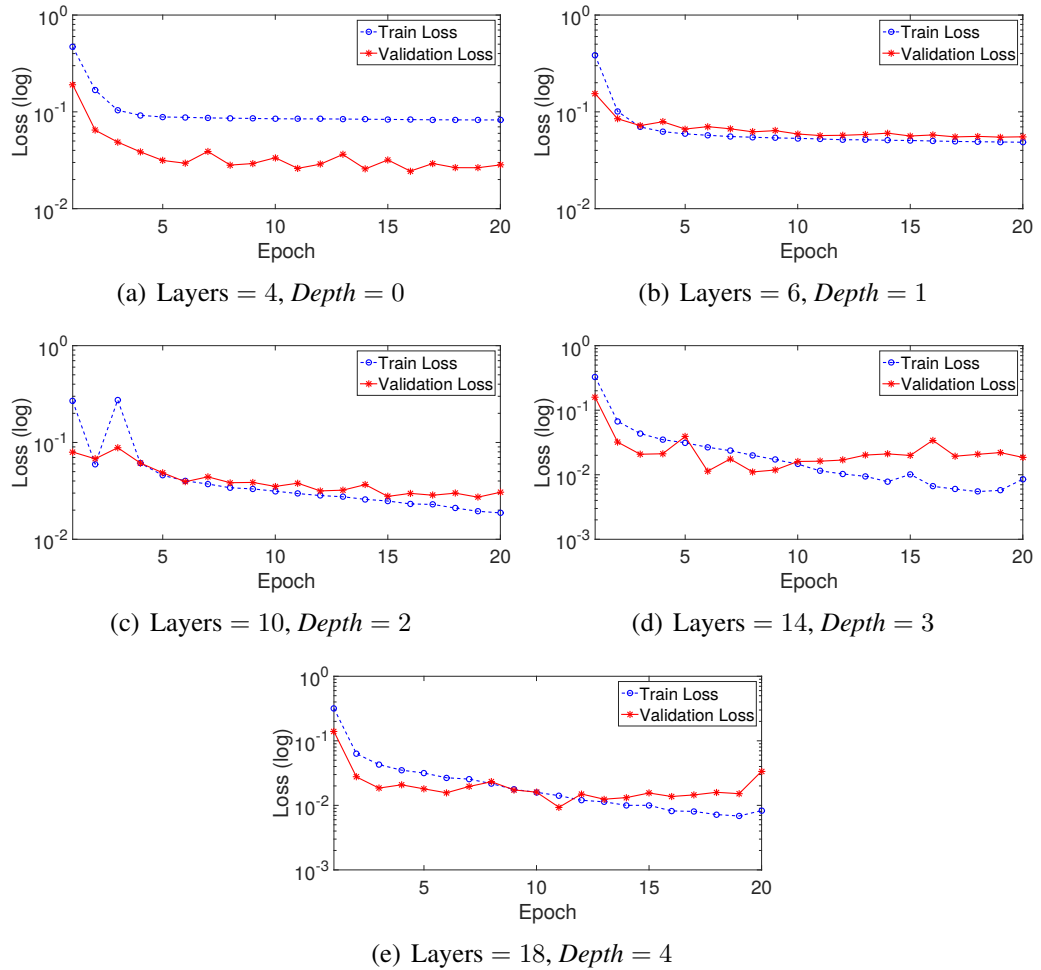 10^0
10^-1
10^-2
Loss (log)
5 10 15 20
Epoch
Train Loss
Validation Loss
(a) Layers = 4, Depth = 0
10^0
10^-1
10^-2
Loss (log)
5 10 15 20
Epoch
Train Loss
Validation Loss
(b) Layers = 6, Depth = 1
10^0
10^-1
10^-2
Loss (log)
5 10 15 20
Epoch
Train Loss
Validation Loss
(c) Layers = 10, Depth = 2
10^0
10^-1
10^-2
10^-3
Loss (log)
5 10 15 20
Epoch
Train Loss
Validation Loss
(d) Layers = 14, Depth = 3
10^0
10^-1
10^-2
10^-3
Loss (log)
5 10 15 20
Epoch
Train Loss
Validation Loss
(e) Layers = 18, Depth = 4